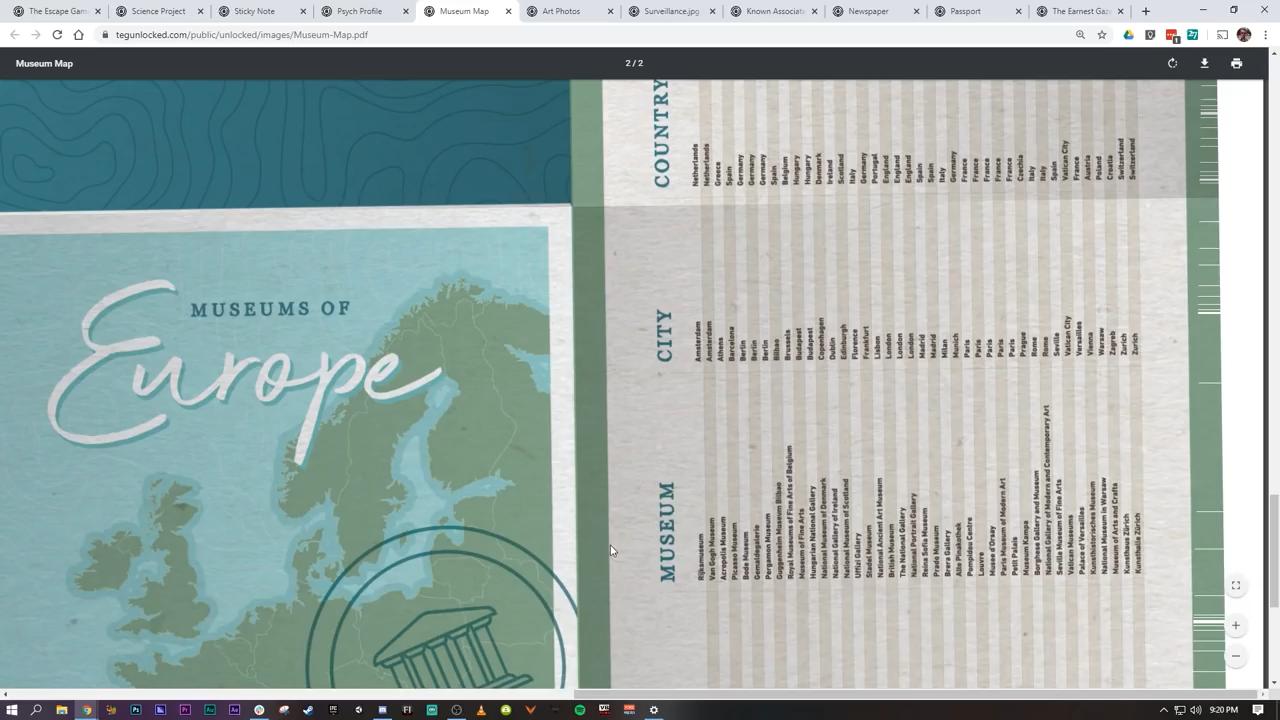 The Escape Gam
Science Project
Sticky Note
Psych Profile
Museum Map
Art Photos
Surveillance.jpg
Known Associat
Newspaper
Passport
The Earnest Gaz
tegunlocked.com/public/unlocked/images/Museum-Map.pdf
1
Museum Map
2 / 2
MUSEUMS OF
Europe
MUSEUM CITY COUNTRY
Rijksmuseum Amsterdam Netherlands
Van Gogh Museum Amsterdam Netherlands
Acropolis Museum Athens Greece
Picasso Museum Barcelona Spain
Bode Museum Berlin Germany
Gemäldegalerie Berlin Germany
Pergamon Museum Berlin Germany
Guggenheim Museum Bilbao Bilbao Spain
Royal Museums of Fine Arts of Belgium Brussels Belgium
Museum of Fine Arts Budapest Hungary
Hungarian National Gallery Budapest Hungary
National Museum of Denmark Copenhagen Denmark
National Gallery of Ireland Dublin Ireland
National Museum of Scotland Edinburgh Scotland
Uffizi Gallery Florence Italy
Stadel Museum Frankfurt Germany
National Ancient Art Museum Lisbon Portugal
British Museum London England
The National Gallery London England
National Portrait Gallery London England
Reina Sofia Museum Madrid Spain
Prado Museum Madrid Spain
Brera Gallery Milan Italy
Alte Pinakothek Munich Germany
Pompidou Centre Paris France
Louvre Paris France
Musee d'Orsay Paris France
Paris Museum of Modern Art Paris France
Petit Palais Paris France
Museum Kampa Prague Czechia
Borghese Gallery and Museum Rome Italy
National Gallery of Modern and Contemporary Art Rome Italy
Seville Museum of Fine Arts Seville Spain
Vatican Museums Vatican City Vatican City
Palace of Versailles Versailles France
Kunsthistorisches Museum Vienna Austria
National Museum in Warsaw Warsaw Poland
Museum of Arts and Crafts Zagreb Croatia
Kunsthaus Zürich Zurich Switzerland
Kunsthalle Zürich Zurich Switzerland
9:20 PM